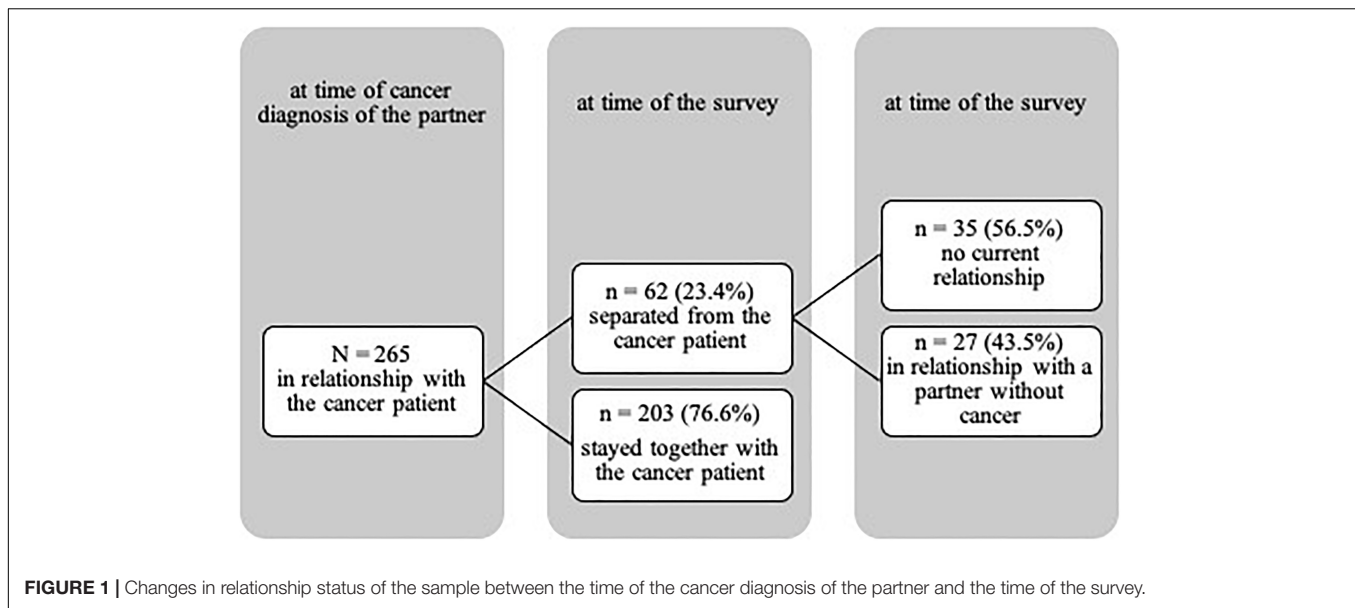 at time of cancer
diagnosis of the partner
N = 265
in relationship with
the cancer patient
at time of the survey
n = 62 (23.4%)
separated from the
cancer patient
n = 203 (76.6%)
stayed together with
the cancer patient
at time of the survey
n = 35 (56.5%)
no current
relationship
n = 27 (43.5%)
in relationship with a
partner without
cancer
FIGURE 1 | Changes in relationship status of the sample between the time of the cancer diagnosis of the partner and the time of the survey.